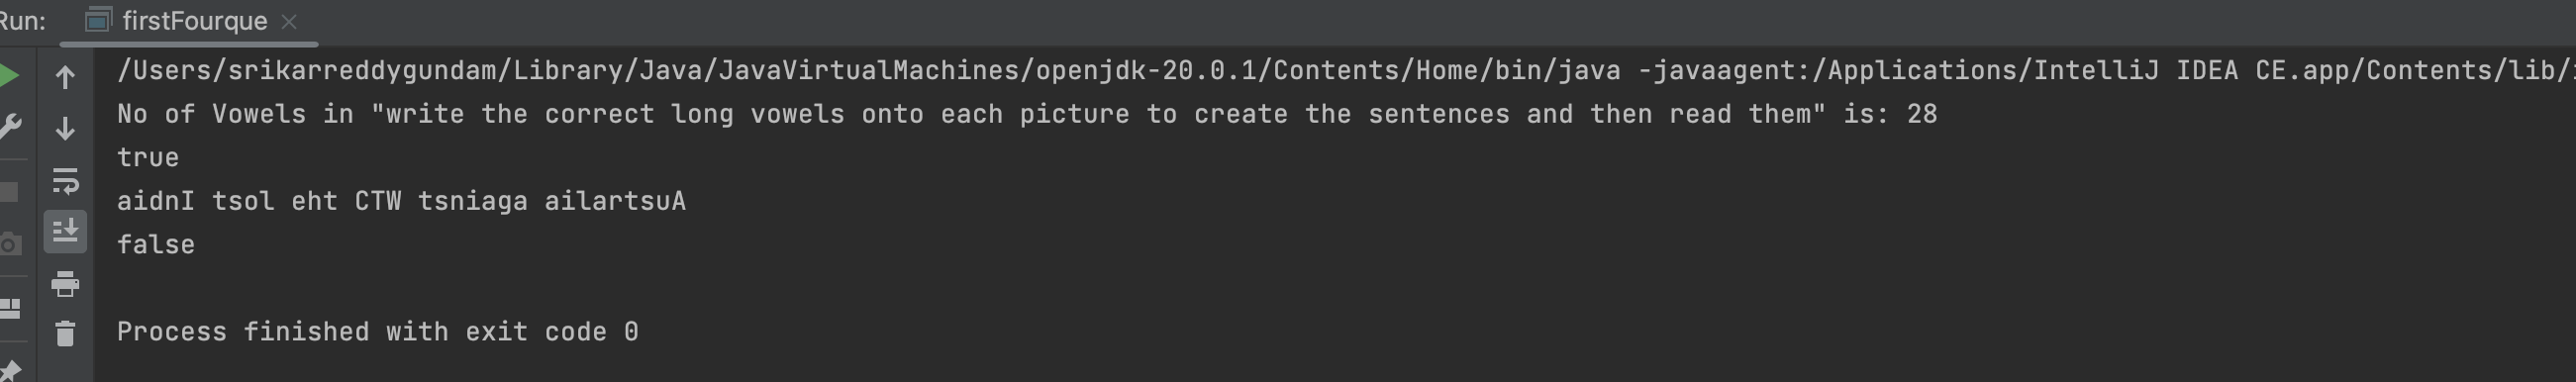 Run: firstFourque
/Users/srikarreddygundam/Library/Java/JavaVirtualMachines/openjdk-20.0.1/Contents/Home/bin/java -javaagent:/Applications/IntelliJ IDEA CE.app/Contents/lib/
No of Vowels in "write the correct long vowels onto each picture to create the sentences and then read them" is: 28
true
aidnI tsol eht CTW tsniaga ailartsuA
false
Process finished with exit code 0